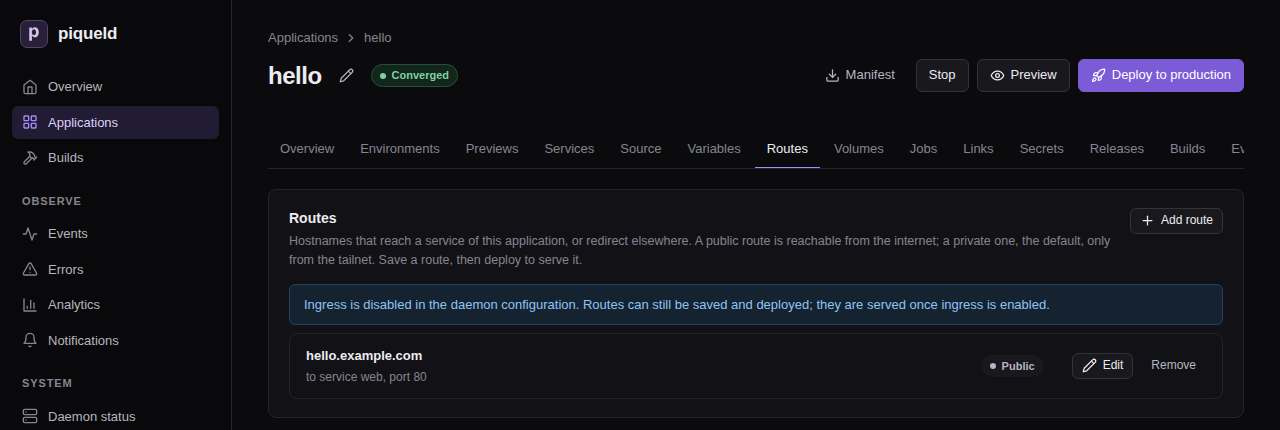 p piqueld
Overview
Applications
Builds
OBSERVE
Events
Errors
Analytics
Notifications
SYSTEM
Daemon status
Applications > hello
hello Converged
Manifest Stop Preview Deploy to production
Overview Environments Previews Services Source Variables Routes Volumes Jobs Links Secrets Releases Builds Ev
Routes
Add route
Hostnames that reach a service of this application, or redirect elsewhere. A public route is reachable from the internet; a private one, the default, only
from the tailnet. Save a route, then deploy to serve it.
Ingress is disabled in the daemon configuration. Routes can still be saved and deployed; they are served once ingress is enabled.
hello.example.com
to service web, port 80
Public Edit Remove